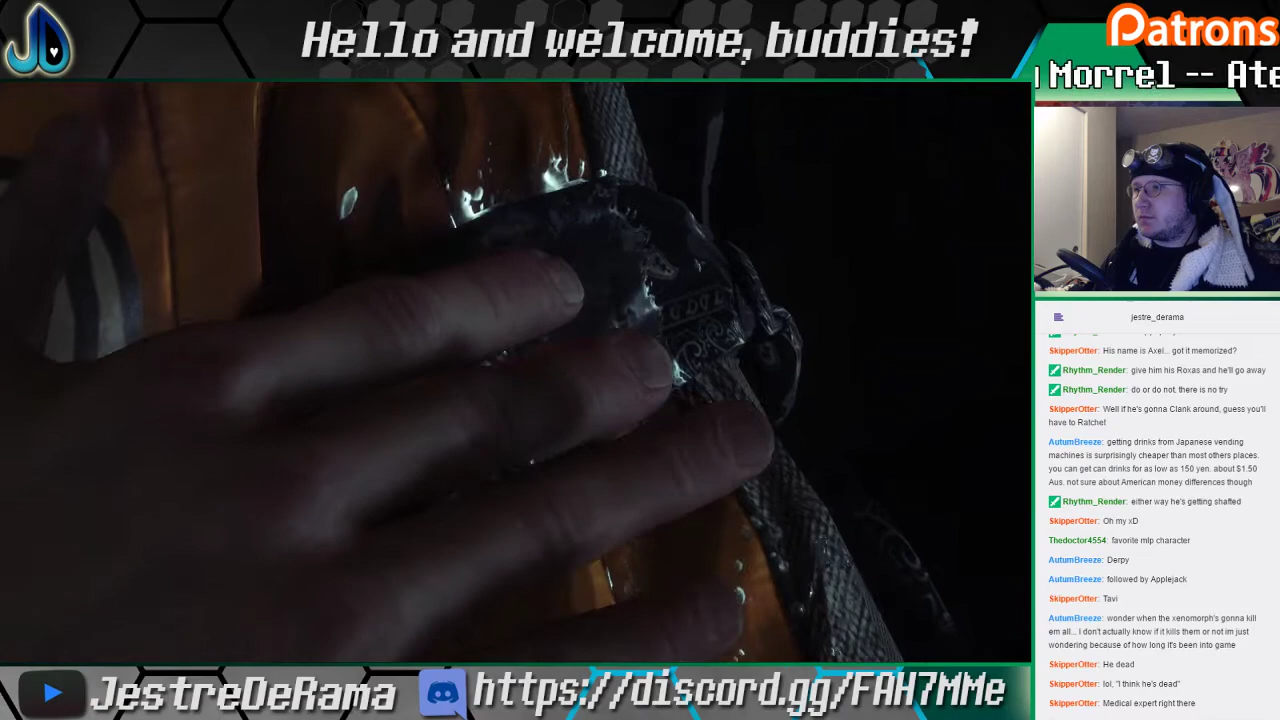 JD
Hello and welcome, buddies!
Patrons
Morrel -- Ate
jestre_derama
SkipperOtter: His name is Axel... got it memorized?
Rhythm_Render: give him his Roxas and he'll go away
Rhythm_Render: do or do not, there is no try
SkipperOtter: Well if he's gonna Clank around, guess you'll
have to Ratchet
AutumBreeze: getting drinks from Japanese vending
machines is surprisingly cheaper than most others places.
you can get can drinks for as low as 150 yen. about $1.50
Aus. not sure about American money differences though
Rhythm_Render: either way he's getting shafted
SkipperOtter: Oh my xD
Thedoctor4554: favorite mlp character
AutumBreeze: Derpy
AutumBreeze: followed by Applejack
SkipperOtter: Tavi
AutumBreeze: wonder when the xenomorph's gonna kill
em all... i don't actually know if it kills them or not im just
wondering because of how long it's been into game
SkipperOtter: He dead
SkipperOtter: lol, "I think he's dead"
SkipperOtter: Medical expert right there
JestreDeRama
https://discord.gg/FAH7MMe